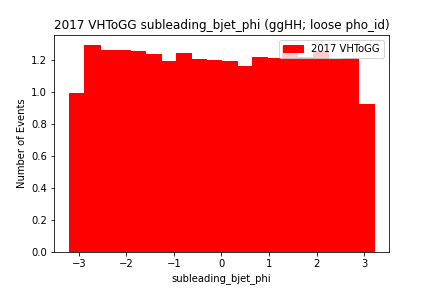 2017 VHToGG subleading_bjet_phi (ggHH; loose pho_id)
2017 VHToGG
Number of Events
1.2
1.0
0.8
0.6
0.4
0.2
0.0
−3 −2 −1 0 1 2 3
subleading_bjet_phi